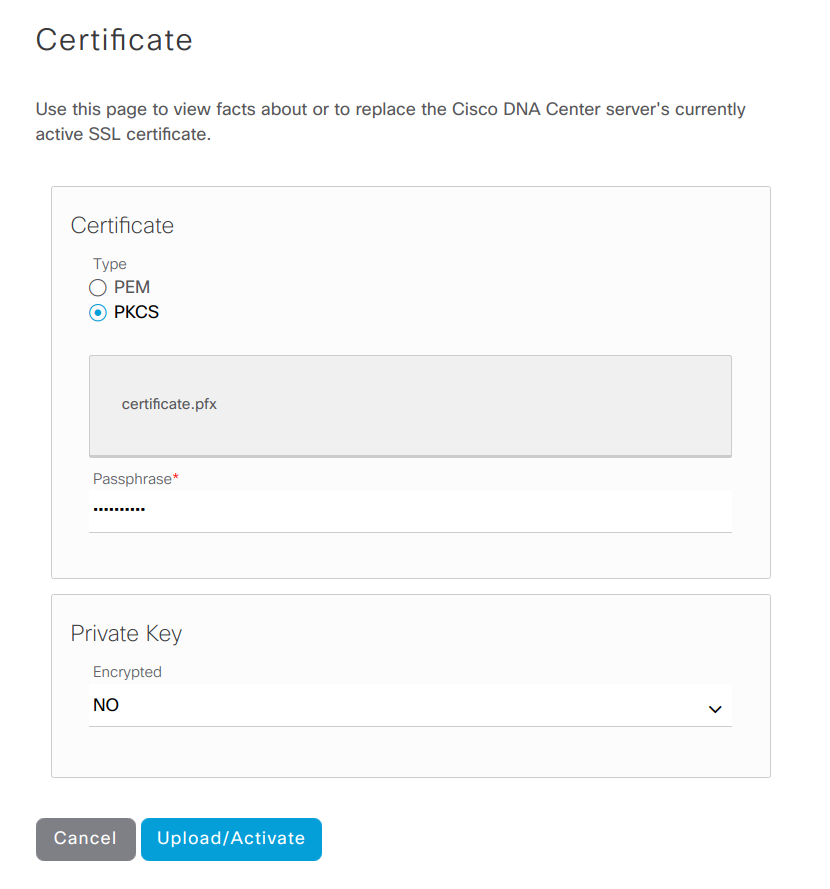 Certificate
Use this page to view facts about or to replace the Cisco DNA Center server's currently
active SSL certificate.
Certificate
Type
PEM
PKCS
certificate.pfx
Passphrase*
••••••••••
Private Key
Encrypted
NO
Cancel
Upload/Activate